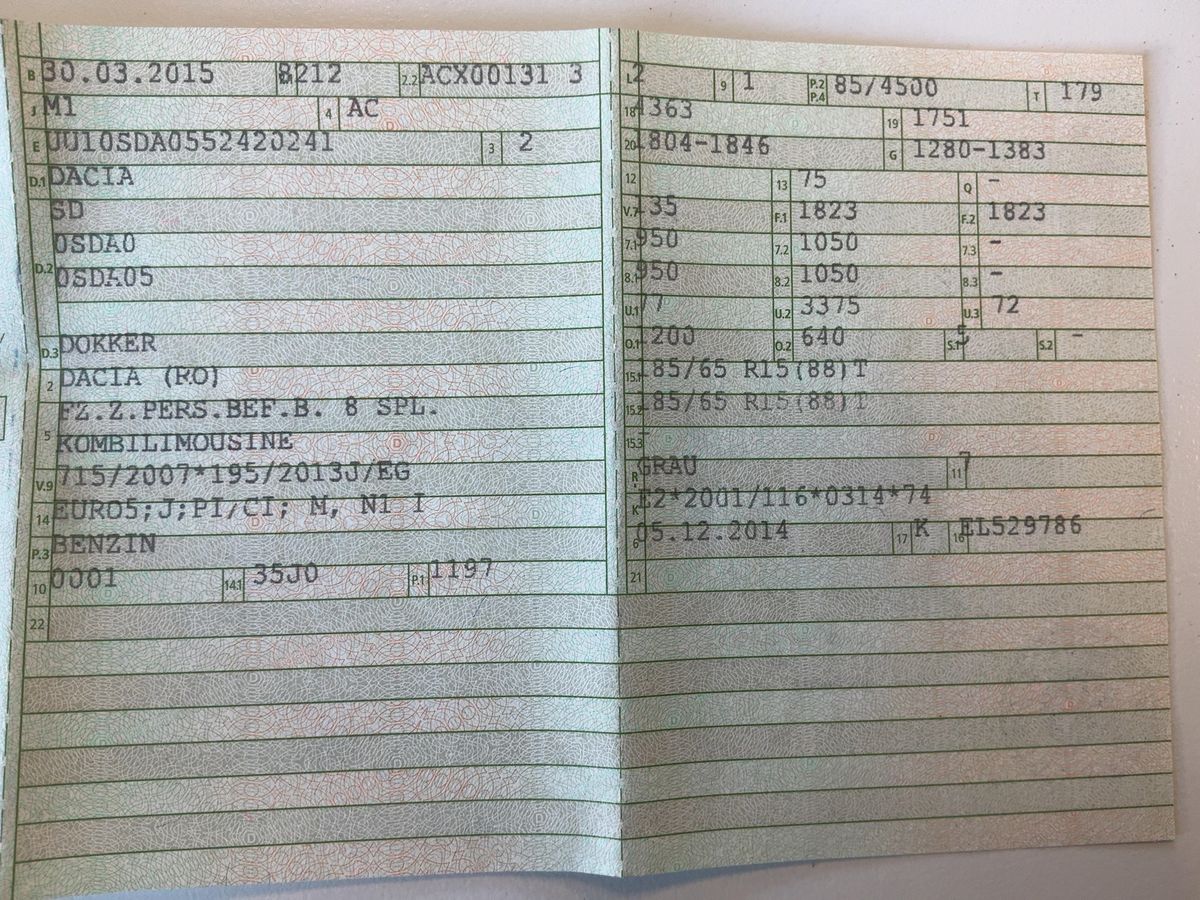 B 30.03.2015 8212 2.2 ACX00131 3
J M1 4 AC
E UU10SDA0552420241 3 2
D.1 DACIA
SD
0SDA0
D.2 0SDA05
D.3 DOKKER
2 DACIA (RO)
FZ.Z.PERS.BEF.B. 8 SPL.
5 KOMBILIMOUSINE
V.9 715/2007*195/2013J/EG
14 EURO5;J;PI/CI; M, N1 I
P.3 BENZIN
10 0001 14.1 35J0 P.1 1197
22
L 2 9 1 P.2 P.4 85/4500 T 179
18 4363 19 1751
20 1804-1846 G 1280-1383
12 13 75 Q -
V.7 135 F.1 1823 F.2 1823
7.1 950 7.2 1050 7.3 -
8.1 950 8.2 1050 8.3 -
U.1 77 U.2 3375 U.3 72
O.1 1200 O.2 640 S.1 5 S.2 -
15.1 185/65 R15(88)T
15.2 185/65 R15(88)T
15.3 -
R GRAU 11 7
K E2*2001/116*0314*74
6 05.12.2014 17 K 16 EL529786
21